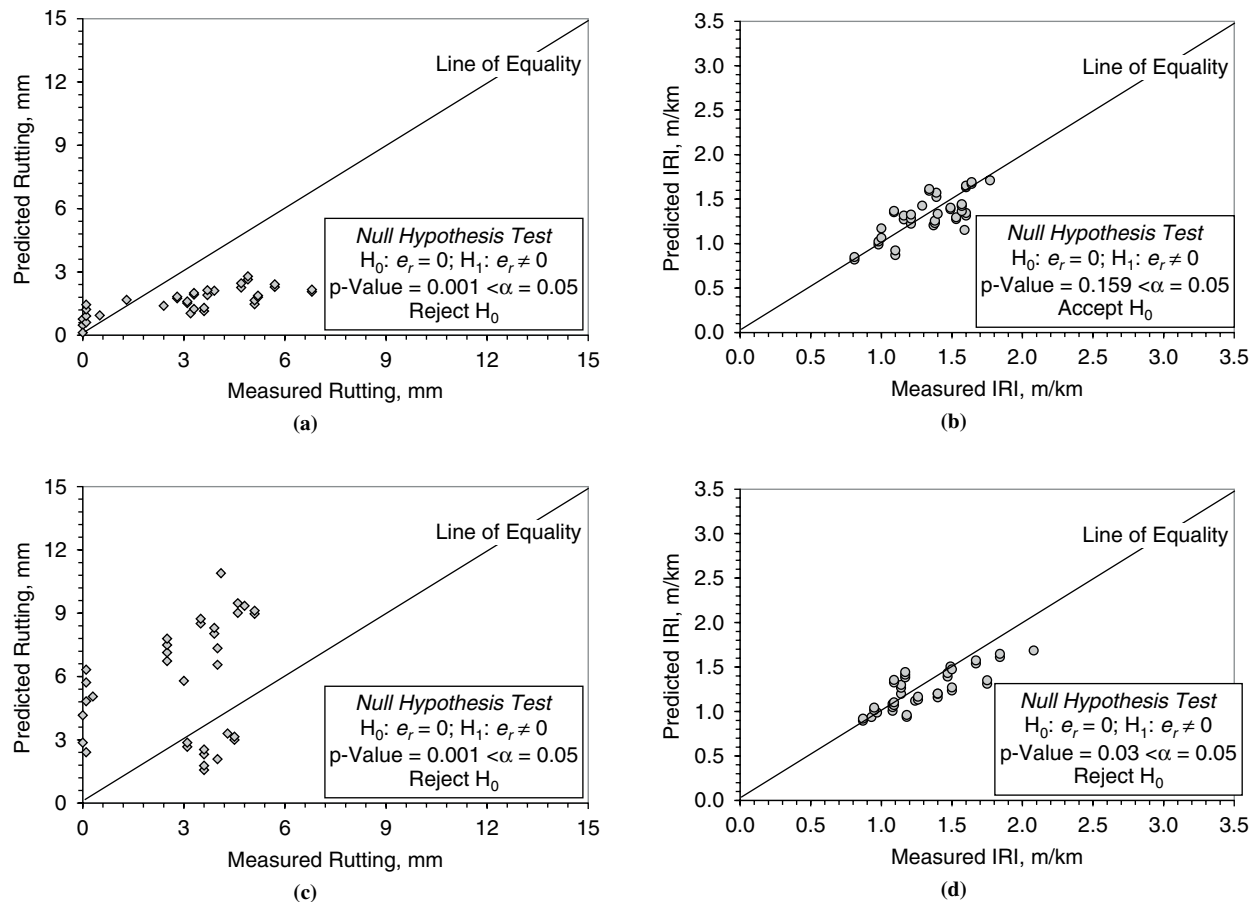 15
12
9
6
3
0
Predicted Rutting, mm
Line of Equality
Null Hypothesis Test
H₀: eᵣ = 0; H₁: eᵣ ≠ 0
p-Value = 0.001 <α = 0.05
Reject H₀
0 3 6 9 12 15
Measured Rutting, mm
(a)
3.5
3.0
2.5
2.0
1.5
1.0
0.5
0.0
Predicted IRI, m/km
Line of Equality
Null Hypothesis Test
H₀: eᵣ = 0; H₁: eᵣ ≠ 0
p-Value = 0.159 <α = 0.05
Accept H₀
0.0 0.5 1.0 1.5 2.0 2.5 3.0 3.5
Measured IRI, m/km
(b)
15
12
9
6
3
0
Predicted Rutting, mm
Line of Equality
Null Hypothesis Test
H₀: eᵣ = 0; H₁: eᵣ ≠ 0
p-Value = 0.001 <α = 0.05
Reject H₀
0 3 6 9 12 15
Measured Rutting, mm
(c)
3.5
3.0
2.5
2.0
1.5
1.0
0.5
0.0
Predicted IRI, m/km
Line of Equality
Null Hypothesis Test
H₀: eᵣ = 0; H₁: eᵣ ≠ 0
p-Value = 0.03 <α = 0.05
Reject H₀
0.0 0.5 1.0 1.5 2.0 2.5 3.0 3.5
Measured IRI, m/km
(d)